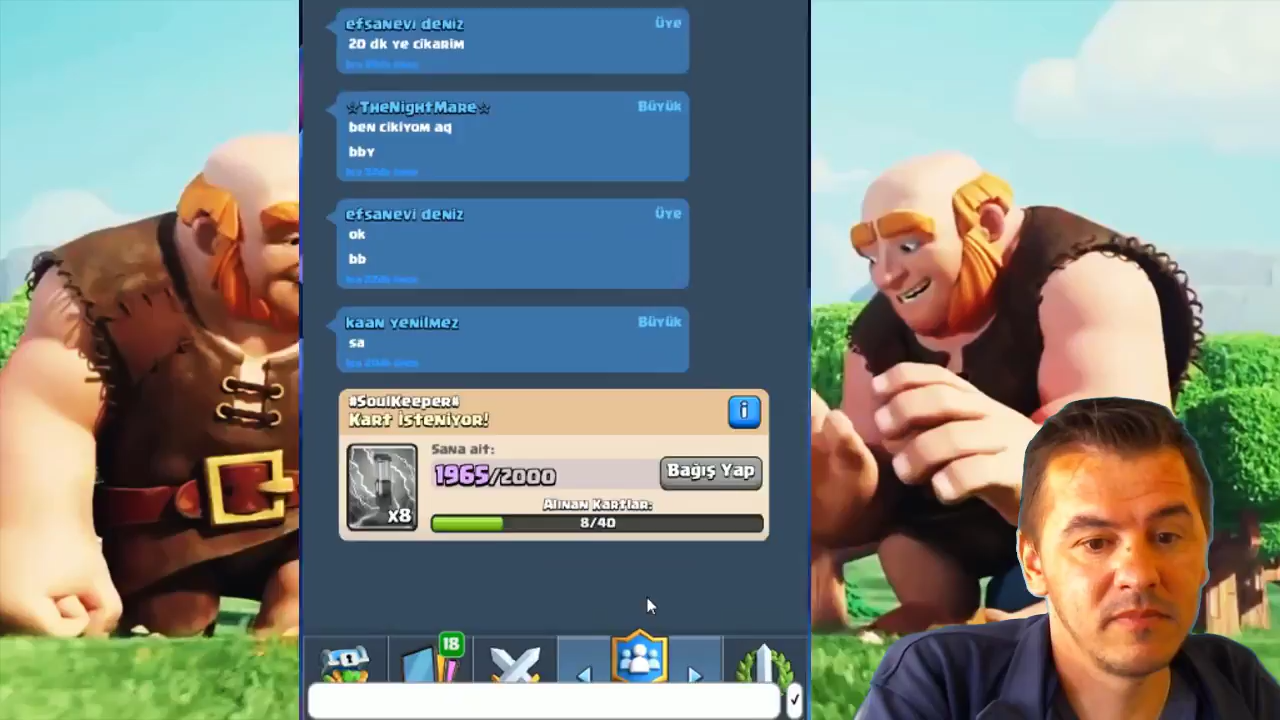 efsanevi deniz
Üye
20 dk ye cikarim
☆TheNightMare☆
Büyük
ben cikiyom aq
bby
efsanevi deniz
Üye
ok
bb
kaan yenilmez
Büyük
sa
#SoulKeeper#
Kart İsteniyor!
i
Sana ait:
1965/2000
Bağış Yap
x8
Alınan Kartlar:
8/40
18